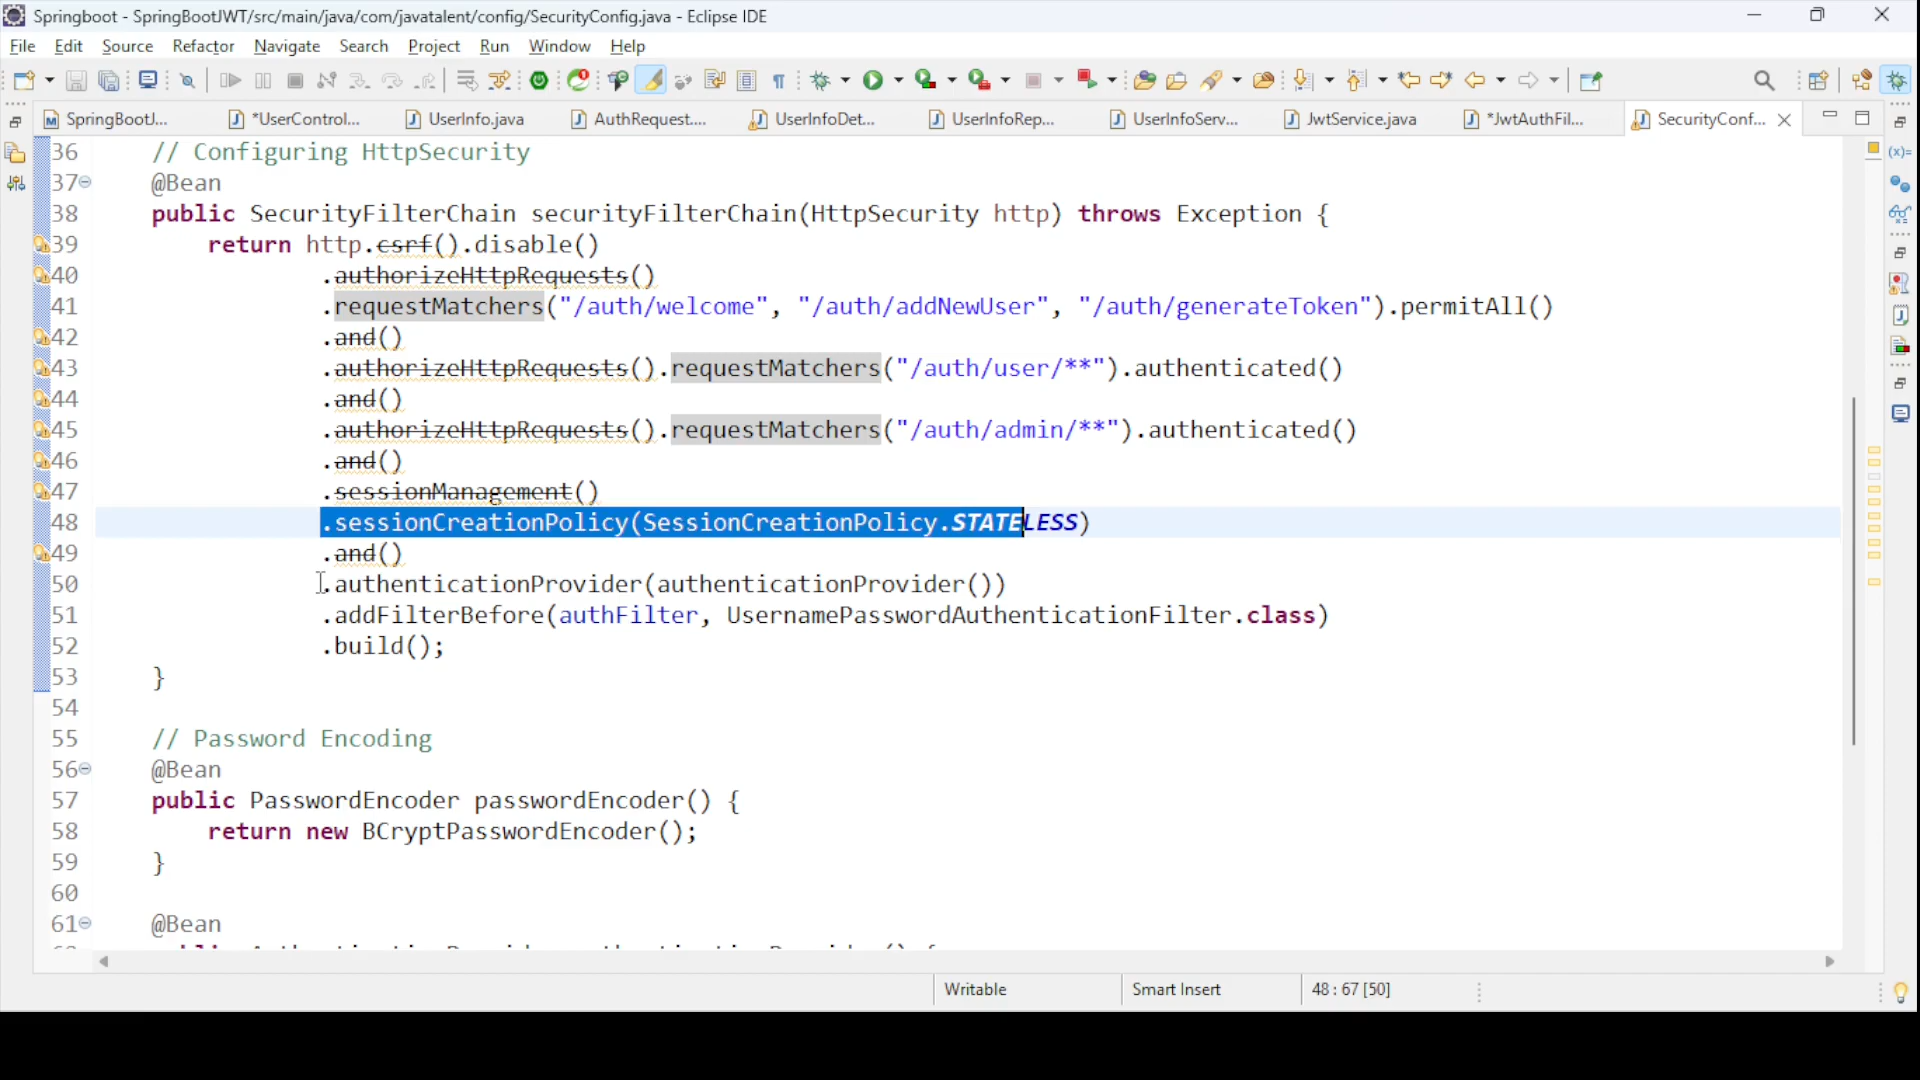 Springboot - SpringBootJWT/src/main/java/com/javatalent/config/SecurityConfig.java - Eclipse IDE
File Edit Source Refactor Navigate Search Project Run Window Help
SpringBootJ... *UserControl... UserInfo.java AuthRequest.... UserInfoDet... UserInfoRep... UserInfoServ... JwtService.java *JwtAuthFil... SecurityConf...
36 // Configuring HttpSecurity
37 @Bean
38 public SecurityFilterChain securityFilterChain(HttpSecurity http) throws Exception {
39 return http.csrf().disable()
40 .authorizeHttpRequests()
41 .requestMatchers("/auth/welcome", "/auth/addNewUser", "/auth/generateToken").permitAll()
42 .and()
43 .authorizeHttpRequests().requestMatchers("/auth/user/**").authenticated()
44 .and()
45 .authorizeHttpRequests().requestMatchers("/auth/admin/**").authenticated()
46 .and()
47 .sessionManagement()
48 .sessionCreationPolicy(SessionCreationPolicy.STATELESS)
49 .and()
50 .authenticationProvider(authenticationProvider())
51 .addFilterBefore(authFilter, UsernamePasswordAuthenticationFilter.class)
52 .build();
53 }
54
55 // Password Encoding
56 @Bean
57 public PasswordEncoder passwordEncoder() {
58 return new BCryptPasswordEncoder();
59 }
60
61 @Bean
Writable Smart Insert 48 : 67 [50]